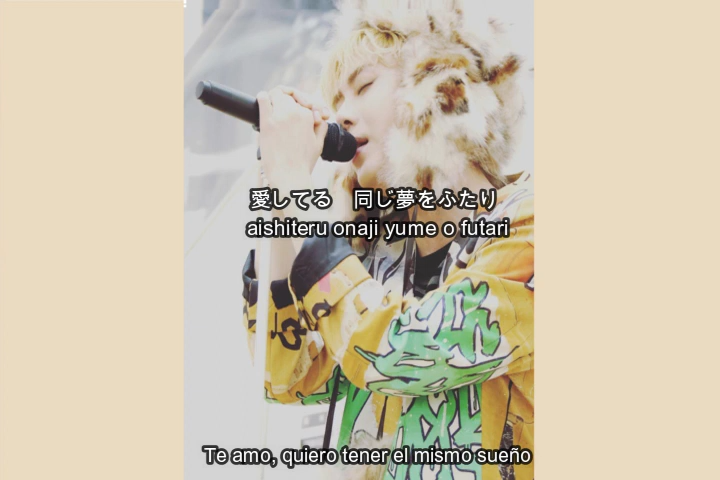 愛してる　同じ夢をふたり
aishiteru onaji yume o futari
Te amo, quiero tener el mismo sueño